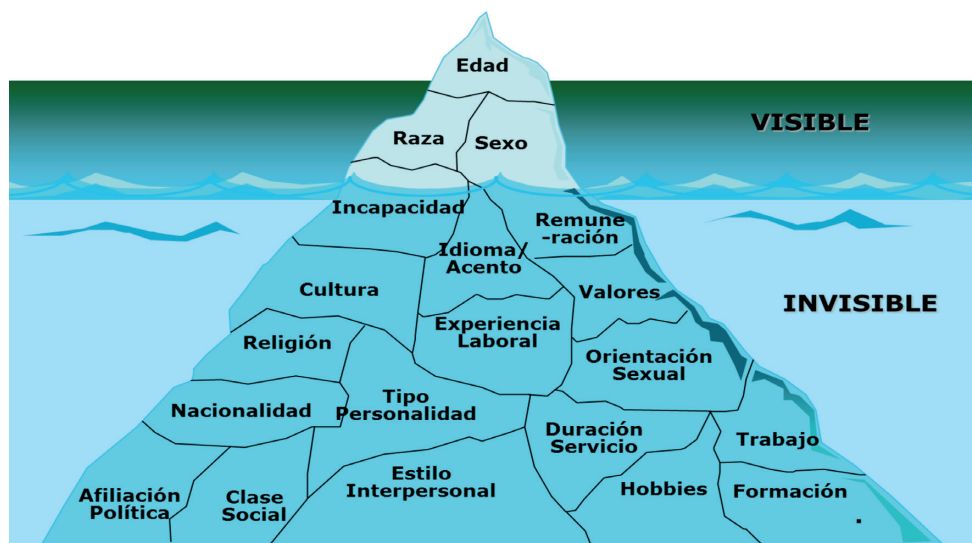 Edad
VISIBLE
Raza
Sexo
Incapacidad
Remune
-ración
Idioma/
Acento
Cultura
Valores
INVISIBLE
Experiencia
Laboral
Religión
Orientación
Sexual
Tipo
Personalidad
Nacionalidad
Duración
Servicio
Trabajo
Estilo
Interpersonal
Afiliación
Política
Clase
Social
Hobbies
Formación
.